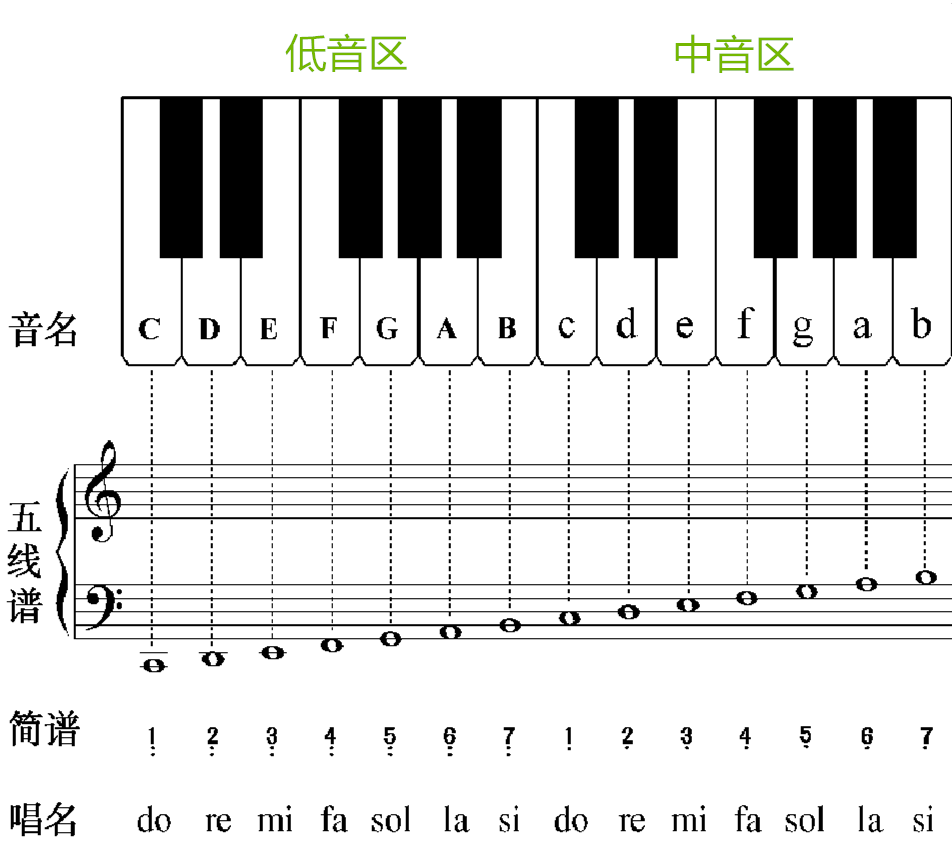 低音区 中音区
音名 C D E F G A B c d e f g a b
五线谱
简谱 1 2 3 4 5 6 7 1 2 3 4 5 6 7
唱名 do re mi fa sol la si do re mi fa sol la si